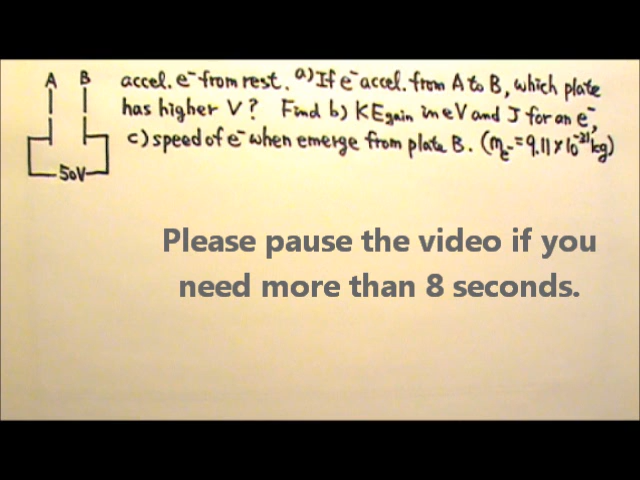 A B
accel. e⁻ from rest. a) If e⁻ accel. from A to B, which plate
has higher V? Find b) KEgain in eV and J for an e⁻,
c) speed of e⁻ when emerge from plate B. (me⁻ = 9.11 × 10⁻³¹ kg)
50V
Please pause the video if you
need more than 8 seconds.